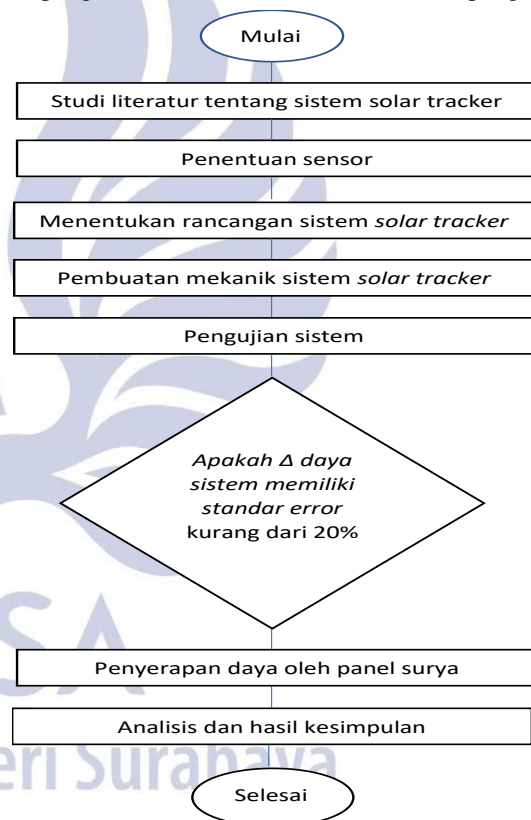 Mulai
Studi literatur tentang sistem solar tracker
Penentuan sensor
Menentukan rancangan sistem solar tracker
Pembuatan mekanik sistem solar tracker
Pengujian sistem
Apakah Δ daya
sistem memiliki
standar error
kurang dari 20%
Penyerapan daya oleh panel surya
Analisis dan hasil kesimpulan
Surabaya
Selesai